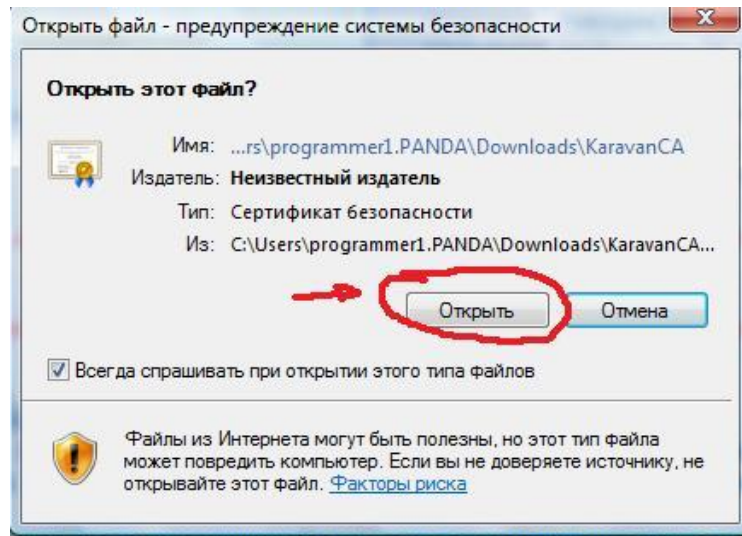 Открыть файл - предупреждение системы безопасности
Открыть этот файл?
Имя: ...rs\programmer1.PANDA\Downloads\KaravanCA
Издатель: Неизвестный издатель
Тип: Сертификат безопасности
Из: C:\Users\programmer1.PANDA\Downloads\KaravanCA...
Открыть Отмена
Всегда спрашивать при открытии этого типа файлов
Файлы из Интернета могут быть полезны, но этот тип файла
может повредить компьютер. Если вы не доверяете источнику, не
открывайте этот файл. Факторы риска